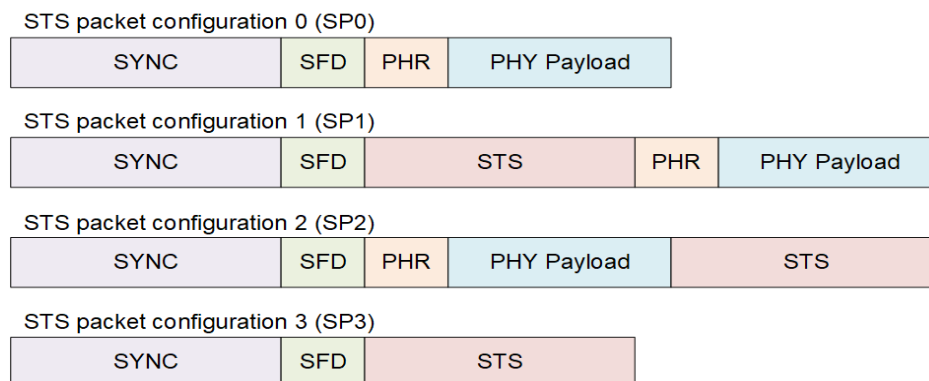 STS packet configuration 0 (SP0)
SYNC SFD PHR PHY Payload
STS packet configuration 1 (SP1)
SYNC SFD STS PHR PHY Payload
STS packet configuration 2 (SP2)
SYNC SFD PHR PHY Payload STS
STS packet configuration 3 (SP3)
SYNC SFD STS